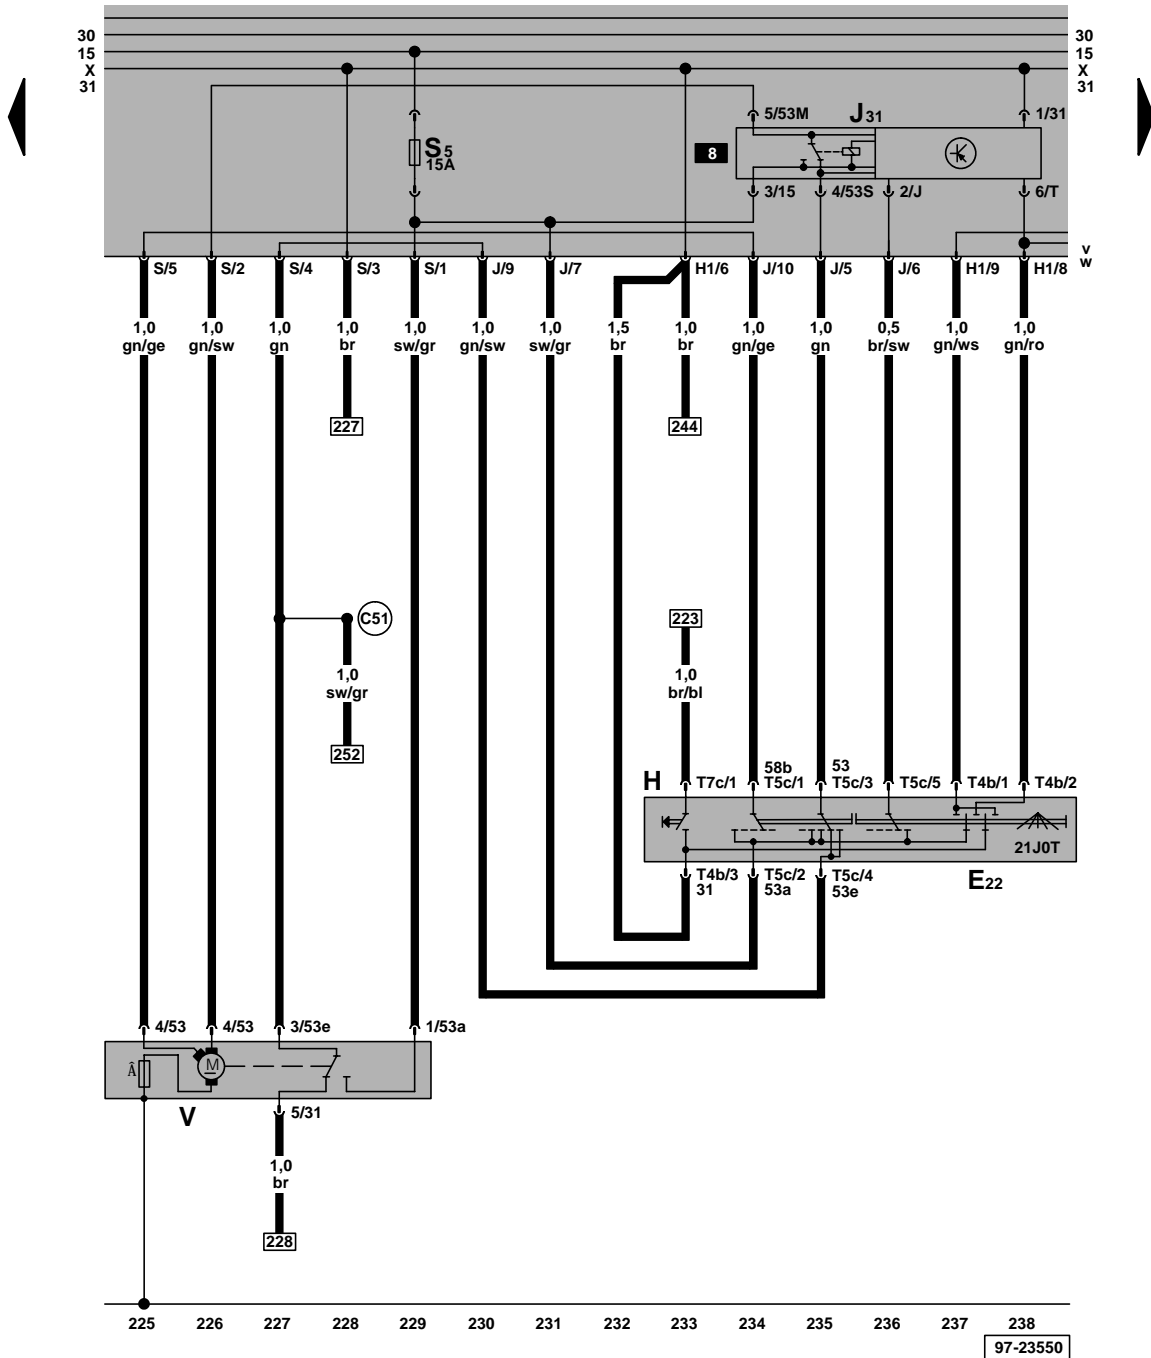 30 30
15 15
X X
31 31
5/53M J31 1/31
S5
15A
8
3/15 4/53S 2/J 6/T
v
w
S/5 S/2 S/4 S/3 S/1 J/9 J/7 H1/6 J/10 J/5 J/6 H1/9 H1/8
1,0 1,0 1,0 1,0 1,0 1,0 1,0 1,5 1,0 1,0 1,0 0,5 1,0 1,0
gn/ge gn/sw gn br sw/gr gn/sw sw/gr br br gn/ge gn br/sw gn/ws gn/ro
227 244
C51 223
1,0 1,0
sw/gr br/bl
252
58b 53
H T7c/1 T5c/1 T5c/3 T5c/5 T4b/1 T4b/2
21J0T
T4b/3 T5c/2 T5c/4 E22
31 53a 53e
4/53 4/53 3/53e 1/53a
Â M
V 5/31
1,0
br
228
225 226 227 228 229 230 231 232 233 234 235 236 237 238
97-23550